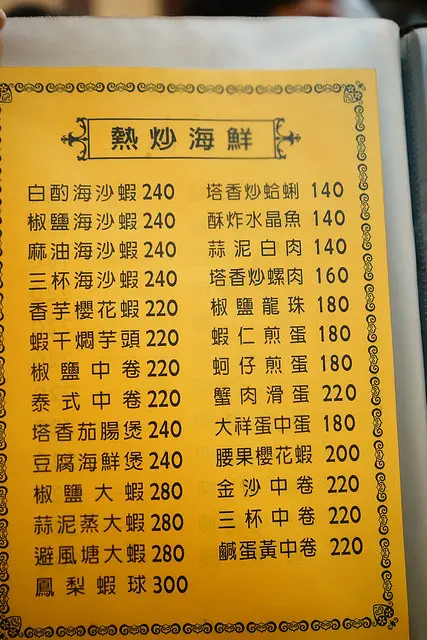 熱炒海鮮
白酌海沙蝦 240
椒鹽海沙蝦 240
麻油海沙蝦 240
三杯海沙蝦 240
香芋櫻花蝦 220
蝦干燜芋頭 220
椒鹽中卷 220
泰式中卷 220
塔香茄腸煲 240
豆腐海鮮煲 240
椒鹽大蝦 280
蒜泥蒸大蝦 280
避風塘大蝦 280
鳳梨蝦球 300
塔香炒蛤蜊 140
酥炸水晶魚 140
蒜泥白肉 140
塔香炒螺肉 160
椒鹽龍珠 180
蝦仁煎蛋 180
蚵仔煎蛋 180
蟹肉滑蛋 220
大祥蛋中蛋 180
腰果櫻花蝦 200
金沙中卷 220
三杯中卷 220
鹹蛋黃中卷 220